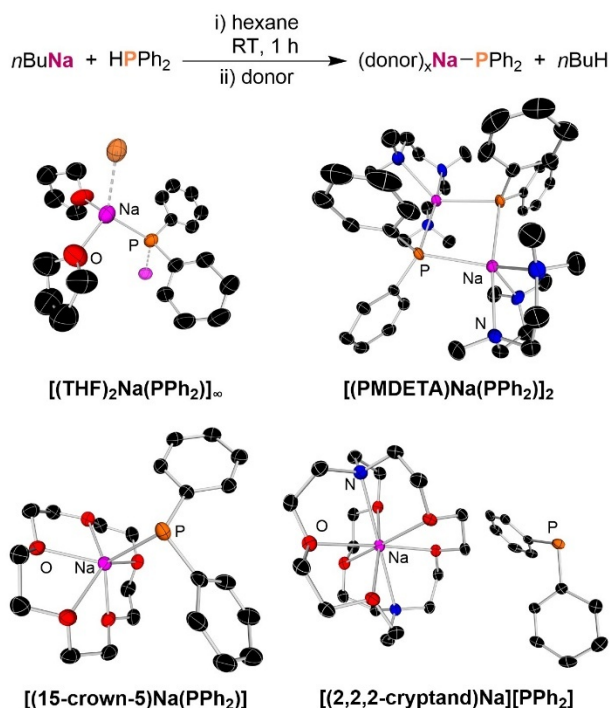 i) hexane
RT, 1 h
nBuNa + HPPh₂ (donor)ₓNa–PPh₂ + nBuH
ii) donor
Na
P
O
P
Na
N
[(THF)₂Na(PPh₂)]∞
[(PMDETA)Na(PPh₂)]₂
N
P
O
P
Na
Na
O
[(15-crown-5)Na(PPh₂)]
[(2,2,2-cryptand)Na][PPh₂]